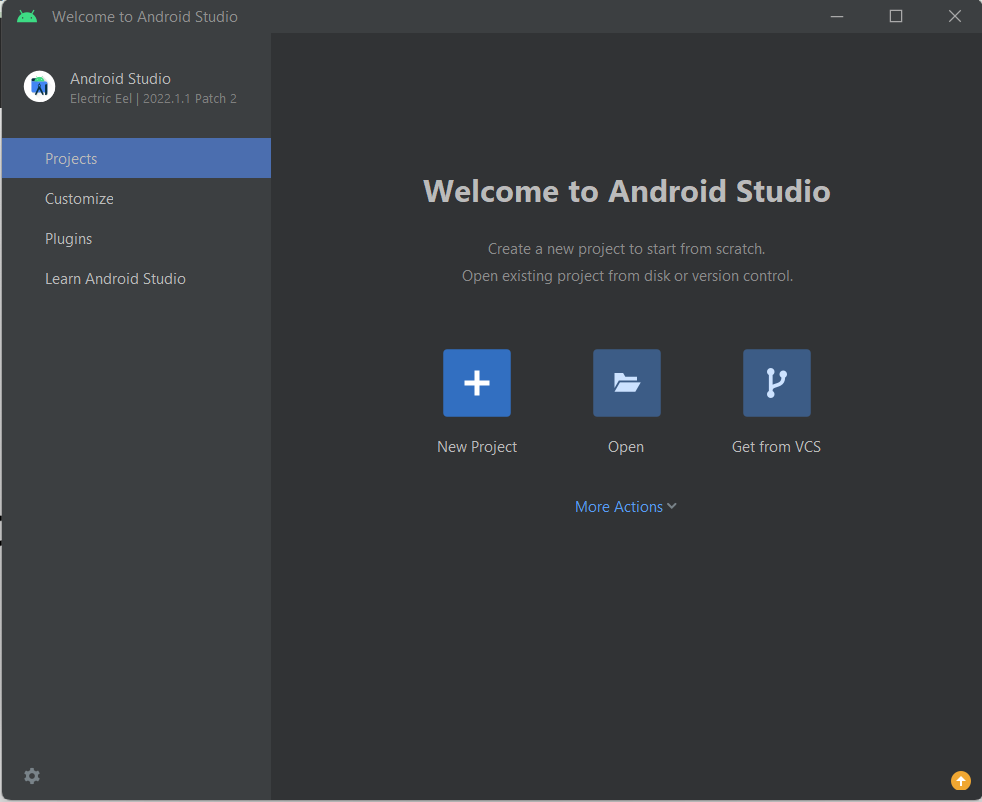 Welcome to Android Studio
Android Studio
Electric Eel | 2022.1.1 Patch 2
Projects
Customize
Plugins
Learn Android Studio
Welcome to Android Studio
Create a new project to start from scratch.
Open existing project from disk or version control.
New Project
Open
Get from VCS
More Actions